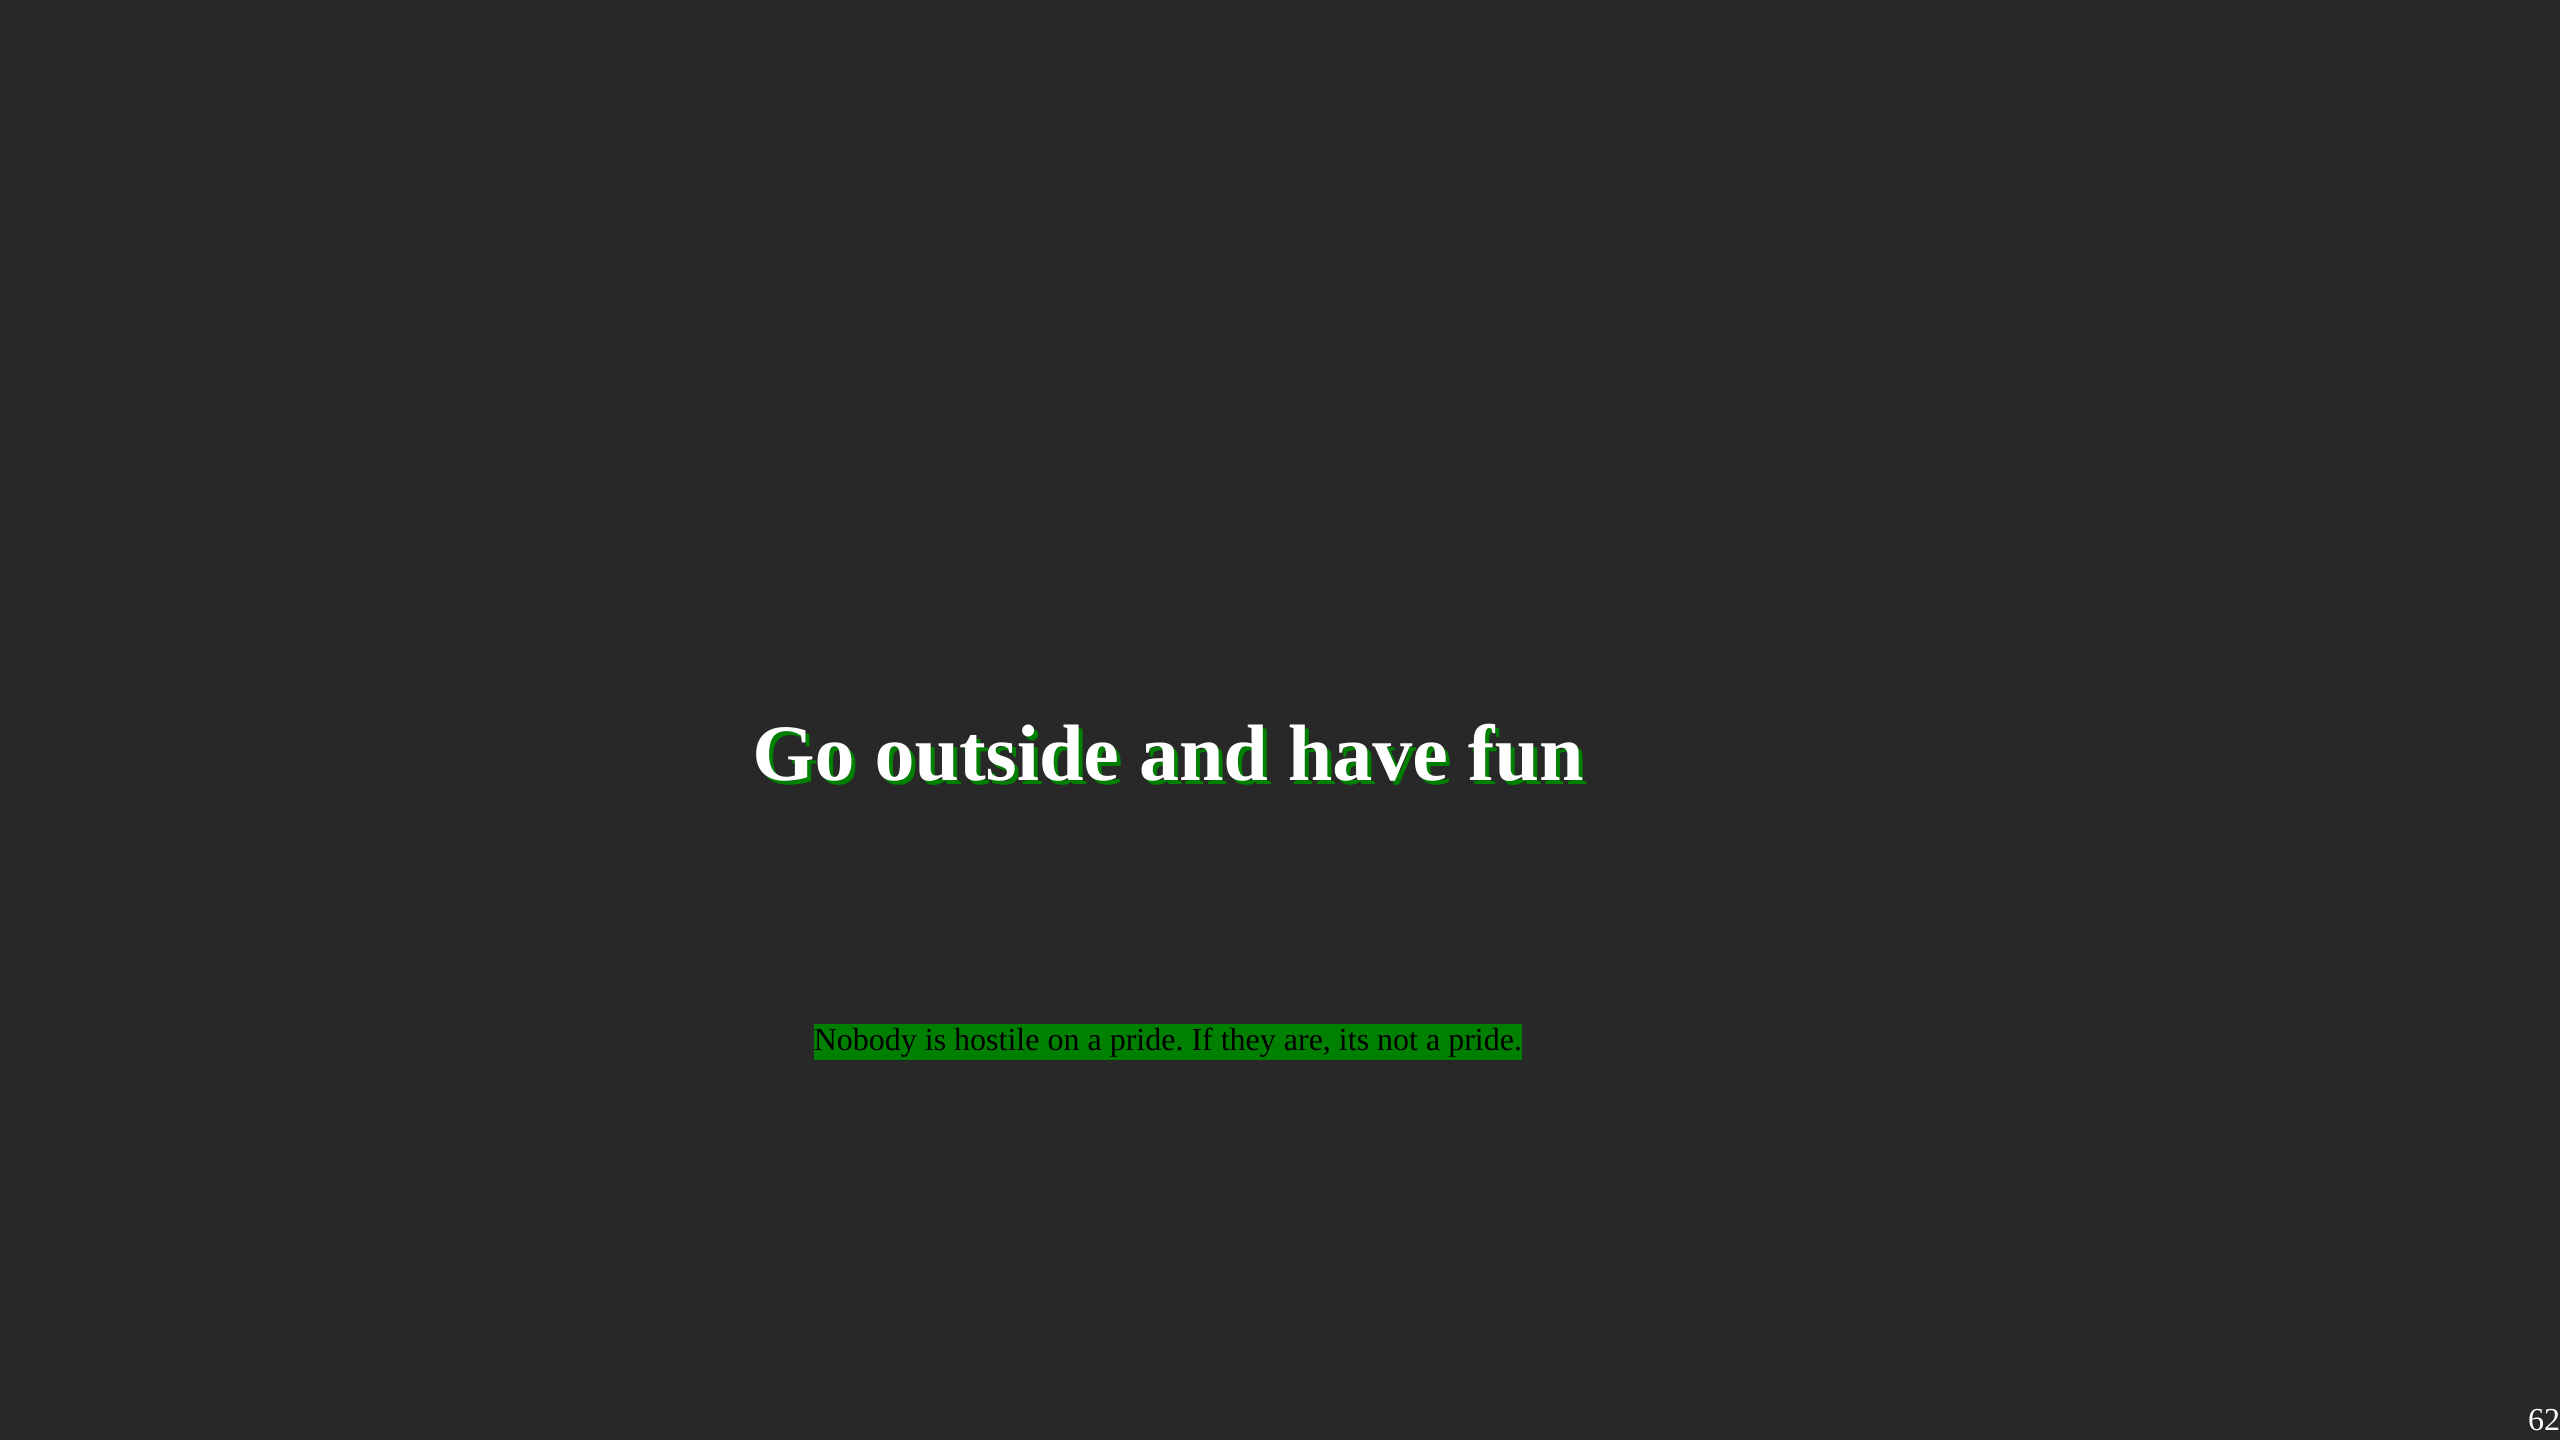 Go outside and have fun
Nobody is hostile on a pride. If they are, its not a pride.
62